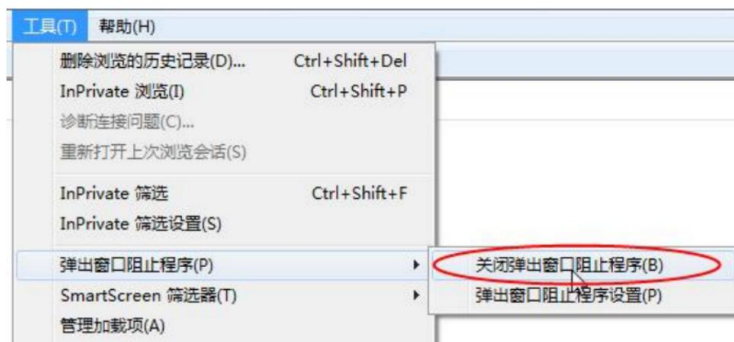 工具(T) 帮助(H)
删除浏览的历史记录(D)... Ctrl+Shift+Del
InPrivate 浏览(I) Ctrl+Shift+P
诊断连接问题(C)...
重新打开上次浏览会话(S)
InPrivate 筛选 Ctrl+Shift+F
InPrivate 筛选设置(S)
弹出窗口阻止程序(P) 关闭弹出窗口阻止程序(B)
SmartScreen 筛选器(T) 弹出窗口阻止程序设置(P)
管理加载项(A)